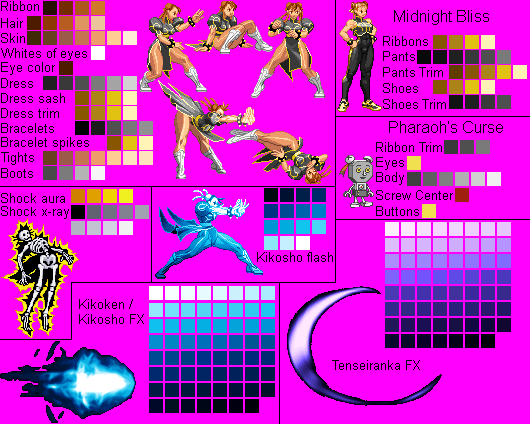 Ribbon
Hair
Skin
Whites of eyes
Eye color
Dress
Dress sash
Dress trim
Bracelets
Bracelet spikes
Tights
Boots
Midnight Bliss
Ribbons
Pants
Pants Trim
Shoes
Shoes Trim
Pharaoh's Curse
Ribbon Trim
Eyes
Body
Screw Center
Buttons
Shock aura
Shock x-ray
Kikosho flash
Kikoken /
Kikosho FX
Tenseiranka FX